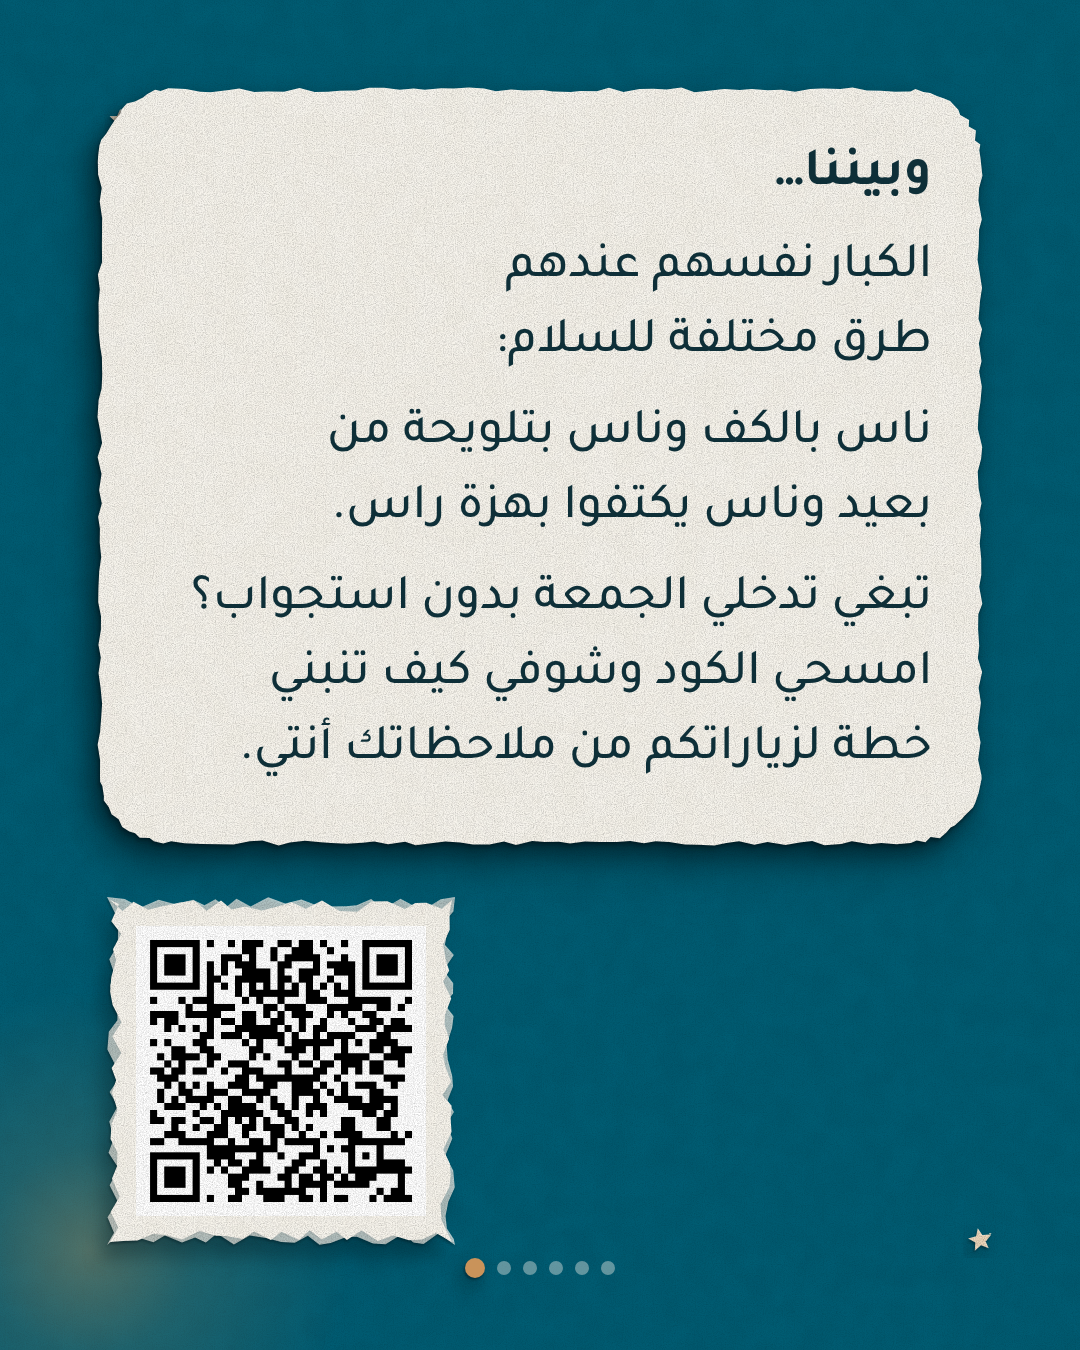 وبيننا...
الكبار نفسهم عندهم
طرق مختلفة للسلام:
ناس بالكف وناس بتلويحة من
بعيد وناس يكتفوا بهزة راس.
تبغي تدخلي الجمعة بدون استجواب؟
امسحي الكود وشوفي كيف تنبني
خطة لزياراتكم من ملاحظاتك أنتي.